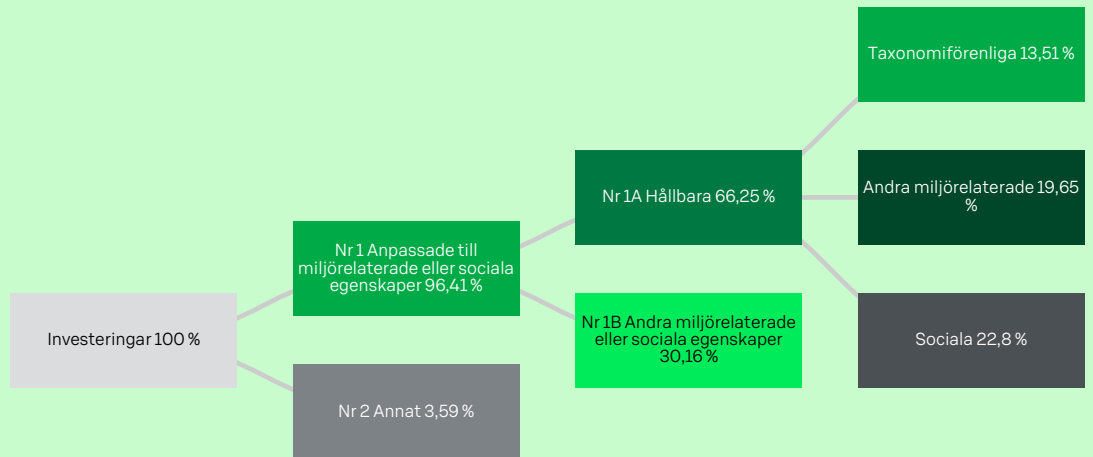 Taxonomiförenliga 13,51 %
Andra miljörelaterade 19,65
%
Nr 1A Hållbara 66,25 %
Nr 1 Anpassade till
miljörelaterade eller sociala
egenskaper 96,41 %
Nr 1B Andra miljörelaterade
eller sociala egenskaper
30,16 %
Sociala 22,8 %
Investeringar 100 %
Nr 2 Annat 3,59 %